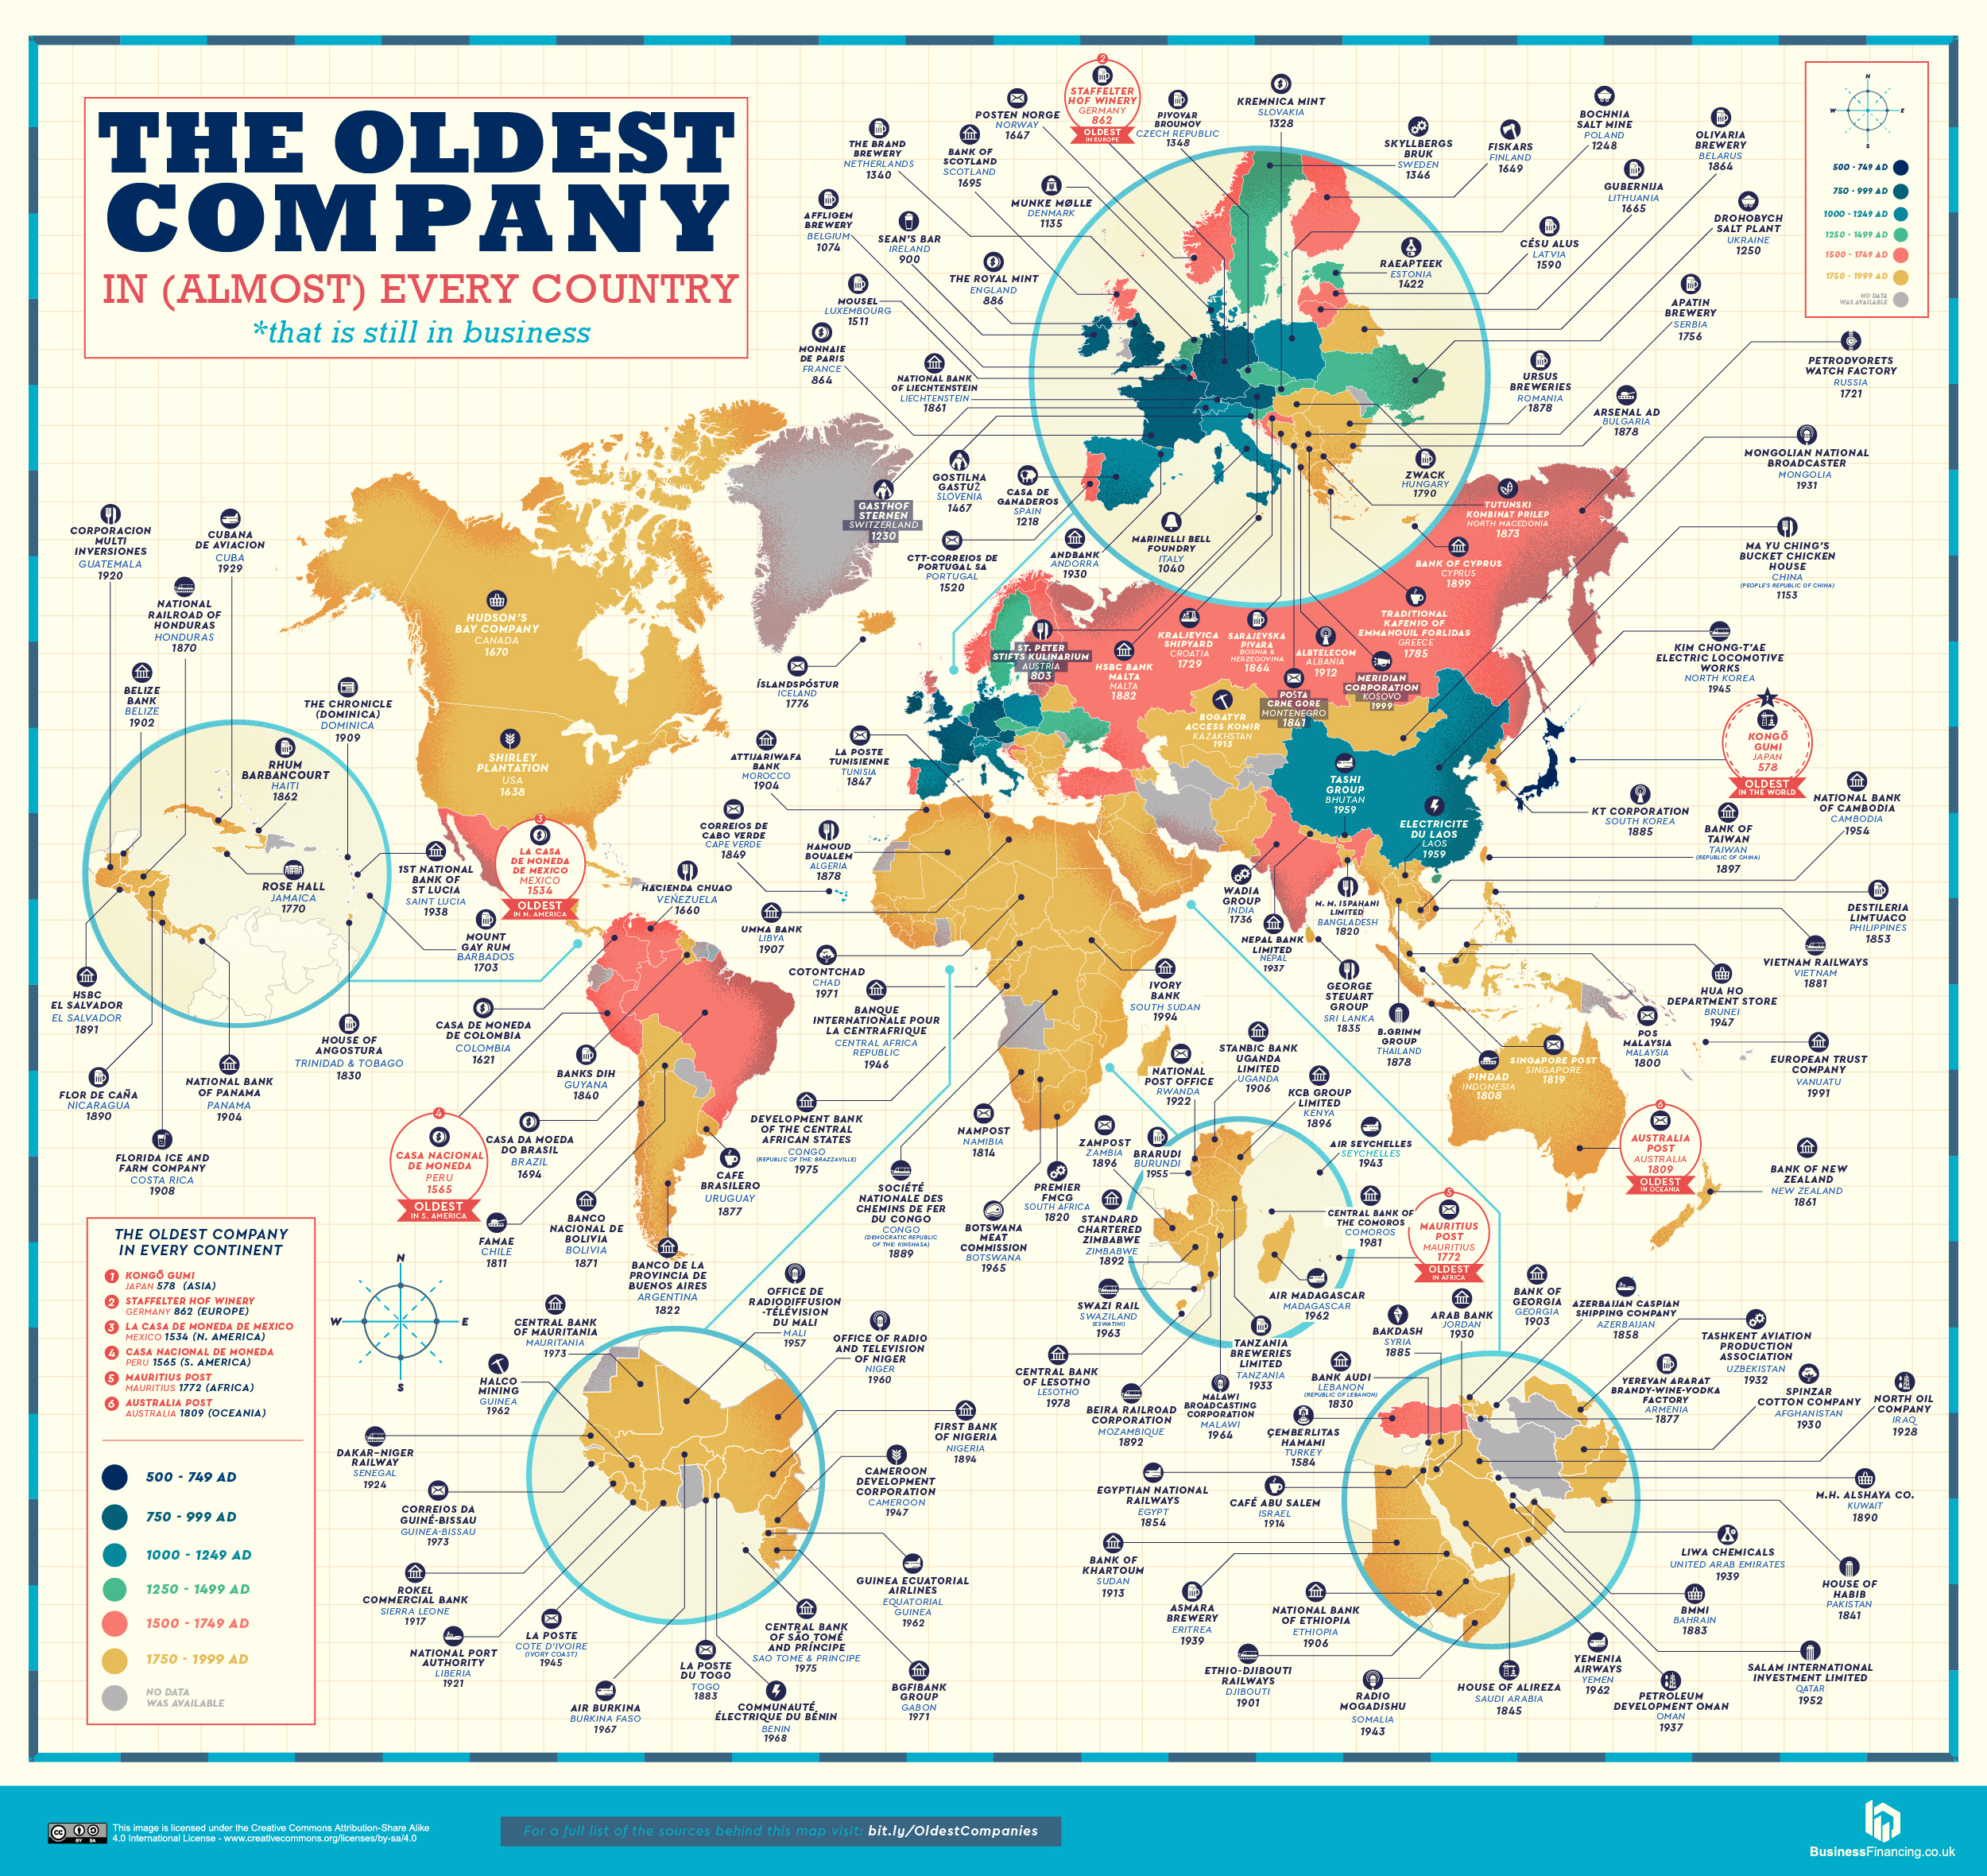 THE OLDEST
COMPANY
IN (ALMOST) EVERY COUNTRY
*that is still in business
N
W
E
S
500 - 749 AD
750 - 999 AD
1000 - 1249 AD
1250 - 1499 AD
1500 - 1749 AD
1750 - 1999 AD
NO DATA
WAS AVAILABLE
2
STAFFELTER
HOF WINERY
GERMANY
862
OLDEST
IN EUROPE
POSTEN NORGE
NORWAY
1647
PIVOVAR
BROUMOV
CZECH REPUBLIC
1348
KREMNICA MINT
SLOVAKIA
1328
THE BRAND
BREWERY
NETHERLANDS
1340
BANK OF
SCOTLAND
SCOTLAND
1695
SKYLLBERGS
BRUK
SWEDEN
1346
FISKARS
FINLAND
1649
BOCHNIA
SALT MINE
POLAND
1248
OLIVARIA
BREWERY
BELARUS
1864
MUNKE MØLLE
DENMARK
1135
GUBERNIJA
LITHUANIA
1665
AFFLIGEM
BREWERY
BELGIUM
1074
SEAN'S BAR
IRELAND
900
DROHOBYCH
SALT PLANT
UKRAINE
1250
CÉSU ALUS
LATVIA
1590
THE ROYAL MINT
ENGLAND
886
RAEAPTEEK
ESTONIA
1422
MOUSEL
LUXEMBOURG
1511
APATIN
BREWERY
SERBIA
1756
MONNAIE
DE PARIS
FRANCE
864
NATIONAL BANK
OF LIECHTENSTEIN
LIECHTENSTEIN
1861
URSUS
BREWERIES
ROMANIA
1878
PETRODVORETS
WATCH FACTORY
RUSSIA
1721
ARSENAL AD
BULGARIA
1878
GASTHOF
STERNEN
SWITZERLAND
1230
GOSTILNA
GASTUŽ
SLOVENIA
1467
CASA DE
GANADEROS
SPAIN
1218
ZWACK
HUNGARY
1790
MONGOLIAN NATIONAL
BROADCASTER
MONGOLIA
1931
CTT-CORREIOS DE
PORTUGAL SA
PORTUGAL
1520
ANDBANK
ANDORRA
1930
MARINELLI BELL
FOUNDRY
ITALY
1040
TUTUNSKI
KOMBINAT PRILEP
NORTH MACEDONIA
1873
BANK OF CYPRUS
CYPRUS
1899
MA YU CHING'S
BUCKET CHICKEN
HOUSE
CHINA
(PEOPLE'S REPUBLIC OF CHINA)
1153
CORPORACION
MULTI
INVERSIONES
GUATEMALA
1920
CUBANA
DE AVIACION
CUBA
1929
NATIONAL
RAILROAD OF
HONDURAS
HONDURAS
1870
BELIZE
BANK
BELIZE
1902
THE CHRONICLE
(DOMINICA)
DOMINICA
1909
HUDSON'S
BAY COMPANY
CANADA
1670
ÍSLANDSPÓSTUR
ICELAND
1776
ST. PETER
STIFTS KULINARIUM
AUSTRIA
803
HSBC BANK
MALTA
MALTA
1882
KRALJEVICA
SHIPYARD
CROATIA
1729
SARAJEVSKA
PIVARA
BOSNIA &
HERZEGOVINA
1864
ALBTELECOM
ALBANIA
1912
TRADITIONAL
KAFENIO OF
EMMANOUIL FORLIDAS
GREECE
1785
POŠTA
CRNE GORE
MONTENEGRO
1841
MERIDIAN
CORPORATION
KOSOVO
1999
KIM CHONG-T'AE
ELECTRIC LOCOMOTIVE
WORKS
NORTH KOREA
1945
1
KONGŌ
GUMI
JAPAN
578
OLDEST
IN THE WORLD
BOGATYR
ACCESS KOMIR
KAZAKHSTAN
1913
SHIRLEY
PLANTATION
USA
1638
RHUM
BARBANCOURT
HAITI
1862
ROSE HALL
JAMAICA
1770
ATTIJARIWAFA
BANK
MOROCCO
1904
LA POSTE
TUNISIENNE
TUNISIA
1847
TASHI
GROUP
BHUTAN
1959
ELECTRICITE
DU LAOS
LAOS
1959
KT CORPORATION
SOUTH KOREA
1885
BANK OF
TAIWAN
TAIWAN
(REPUBLIC OF CHINA)
1897
NATIONAL BANK
OF CAMBODIA
CAMBODIA
1954
CORREIOS DE
CABO VERDE
CAPE VERDE
1849
HAMOUD
BOUALEM
ALGERIA
1878
3
LA CASA
DE MONEDA
DE MEXICO
MEXICO
1534
OLDEST
IN N. AMERICA
1ST NATIONAL
BANK OF
ST LUCIA
SAINT LUCIA
1938
HACIENDA CHUAO
VENEZUELA
1660
MOUNT
GAY RUM
BARBADOS
1703
UMMA BANK
LIBYA
1907
WADIA
GROUP
INDIA
1736
M. M. ISPAHANI
LIMITED
BANGLADESH
1820
NEPAL BANK
LIMITED
NEPAL
1937
DESTILERIA
LIMTUACO
PHILIPPINES
1853
VIETNAM RAILWAYS
VIETNAM
1881
HSBC
EL SALVADOR
EL SALVADOR
1891
COTONTCHAD
CHAD
1971
IVORY
BANK
SOUTH SUDAN
1994
GEORGE
STEUART
GROUP
SRI LANKA
1835
B.GRIMM
GROUP
THAILAND
1878
HUA HO
DEPARTMENT STORE
BRUNEI
1947
HOUSE OF
ANGOSTURA
TRINIDAD & TOBAGO
1830
CASA DE MONEDA
DE COLOMBIA
COLOMBIA
1621
BANQUE
INTERNATIONALE POUR
LA CENTRAFRIQUE
CENTRAL AFRICA
REPUBLIC
1946
POS
MALAYSIA
MALAYSIA
1800
EUROPEAN TRUST
COMPANY
VANUATU
1991
FLOR DE CAÑA
NICARAGUA
1890
NATIONAL BANK
OF PANAMA
PANAMA
1904
BANKS DIH
GUYANA
1840
STANBIC BANK
UGANDA
LIMITED
UGANDA
1906
NATIONAL
POST OFFICE
RWANDA
1922
KCB GROUP
LIMITED
KENYA
1896
PINDAD
INDONESIA
1808
SINGAPORE POST
SINGAPORE
1819
FLORIDA ICE AND
FARM COMPANY
COSTA RICA
1908
4
CASA NACIONAL
DE MONEDA
PERU
1565
OLDEST
IN S. AMERICA
CASA DA MOEDA
DO BRASIL
BRAZIL
1694
DEVELOPMENT BANK
OF THE CENTRAL
AFRICAN STATES
CONGO
(REPUBLIC OF THE: BRAZZAVILLE)
1975
NAMPOST
NAMIBIA
1814
ZAMPOST
ZAMBIA
1896
BRARUDI
BURUNDI
1955
AIR SEYCHELLES
SEYCHELLES
1943
6
AUSTRALIA
POST
AUSTRALIA
1809
OLDEST
IN OCEANIA
BANK OF NEW
ZEALAND
NEW ZEALAND
1861
CAFE
BRASILERO
URUGUAY
1877
SOCIÉTÉ
NATIONALE DES
CHEMINS DE FER
DU CONGO
CONGO
(DEMOCRATIC REPUBLIC
OF THE: KINSHASA)
1889
PREMIER
FMCG
SOUTH AFRICA
1820
BOTSWANA
MEAT
COMMISSION
BOTSWANA
1965
STANDARD
CHARTERED
ZIMBABWE
ZIMBABWE
1892
CENTRAL BANK OF
THE COMOROS
COMOROS
1981
5
MAURITIUS
POST
MAURITIUS
1772
OLDEST
IN AFRICA
FAMAE
CHILE
1811
BANCO
NACIONAL DE
BOLIVIA
BOLIVIA
1871
BANCO DE LA
PROVINCIA DE
BUENOS AIRES
ARGENTINA
1822
THE OLDEST COMPANY
IN EVERY CONTINENT
1 KONGŌ GUMI
JAPAN 578 (ASIA)
2 STAFFELTER HOF WINERY
GERMANY 862 (EUROPE)
3 LA CASA DE MONEDA DE MEXICO
MEXICO 1534 (N. AMERICA)
4 CASA NACIONAL DE MONEDA
PERU 1565 (S. AMERICA)
5 MAURITIUS POST
MAURITIUS 1772 (AFRICA)
6 AUSTRALIA POST
AUSTRALIA 1809 (OCEANIA)
500 - 749 AD
750 - 999 AD
1000 - 1249 AD
1250 - 1499 AD
1500 - 1749 AD
1750 - 1999 AD
NO DATA
WAS AVAILABLE
N
W
E
S
CENTRAL BANK
OF MAURITANIA
MAURITANIA
1973
OFFICE DE
RADIODIFFUSION
-TÉLÉVISION
DU MALI
MALI
1957
OFFICE OF RADIO
AND TELEVISION
OF NIGER
NIGER
1960
HALCO
MINING
GUINEA
1962
SWAZI RAIL
SWAZILAND
(ESWATINI)
1963
AIR MADAGASCAR
MADAGASCAR
1962
CENTRAL BANK
OF LESOTHO
LESOTHO
1978
TANZANIA
BREWERIES
LIMITED
TANZANIA
1933
BEIRA RAILROAD
CORPORATION
MOZAMBIQUE
1892
MALAWI
BROADCASTING
CORPORATION
MALAWI
1964
BAKDASH
SYRIA
1885
ARAB BANK
JORDAN
1930
BANK OF
GEORGIA
GEORGIA
1903
AZERBAIJAN CASPIAN
SHIPPING COMPANY
AZERBAIJAN
1858
TASHKENT AVIATION
PRODUCTION
ASSOCIATION
UZBEKISTAN
1932
BANK AUDI
LEBANON
(REPUBLIC OF LEBANON)
1830
YEREVAN ARARAT
BRANDY-WINE-VODKA
FACTORY
ARMENIA
1877
SPINZAR
COTTON COMPANY
AFGHANISTAN
1930
NORTH OIL
COMPANY
IRAQ
1928
ÇEMBERLITAS
HAMAMI
TURKEY
1584
DAKAR-NIGER
RAILWAY
SENEGAL
1924
FIRST BANK
OF NIGERIA
NIGERIA
1894
CAMEROON
DEVELOPMENT
CORPORATION
CAMEROON
1947
EGYPTIAN NATIONAL
RAILWAYS
EGYPT
1854
CAFÉ ABU SALEM
ISRAEL
1914
M.H. ALSHAYA CO.
KUWAIT
1890
CORREIOS DA
GUINÉ-BISSAU
GUINEA-BISSAU
1973
BANK OF
KHARTOUM
SUDAN
1913
LIWA CHEMICALS
UNITED ARAB EMIRATES
1939
HOUSE OF
HABIB
PAKISTAN
1841
ROKEL
COMMERCIAL BANK
SIERRA LEONE
1917
GUINEA ECUATORIAL
AIRLINES
EQUATORIAL
GUINEA
1962
ASMARA
BREWERY
ERITREA
1939
NATIONAL BANK
OF ETHIOPIA
ETHIOPIA
1906
BMMI
BAHRAIN
1883
NATIONAL PORT
AUTHORITY
LIBERIA
1921
LA POSTE
COTE D'IVOIRE
(IVORY COAST)
1945
CENTRAL BANK
OF SÃO TOMÉ
AND PRÍNCIPE
SAO TOME & PRINCIPE
1975
LA POSTE
DU TOGO
TOGO
1883
BGFIBANK
GROUP
GABON
1971
ETHIO-DJIBOUTI
RAILWAYS
DJIBOUTI
1901
YEMENIA
AIRWAYS
YEMEN
1962
SALAM INTERNATIONAL
INVESTMENT LIMITED
QATAR
1952
AIR BURKINA
BURKINA FASO
1967
COMMUNAUTÉ
ÉLECTRIQUE DU BÉNIN
BENIN
1968
RADIO
MOGADISHU
SOMALIA
1943
HOUSE OF ALIREZA
SAUDI ARABIA
1845
PETROLEUM
DEVELOPMENT OMAN
OMAN
1937
CC BY SA
This image is licensed under the Creative Commons Attribution-Share Alike
4.0 International License - www.creativecommons.org/licenses/by-sa/4.0
For a full list of the sources behind this map visit: bit.ly/OldestCompanies
BusinessFinancing.co.uk